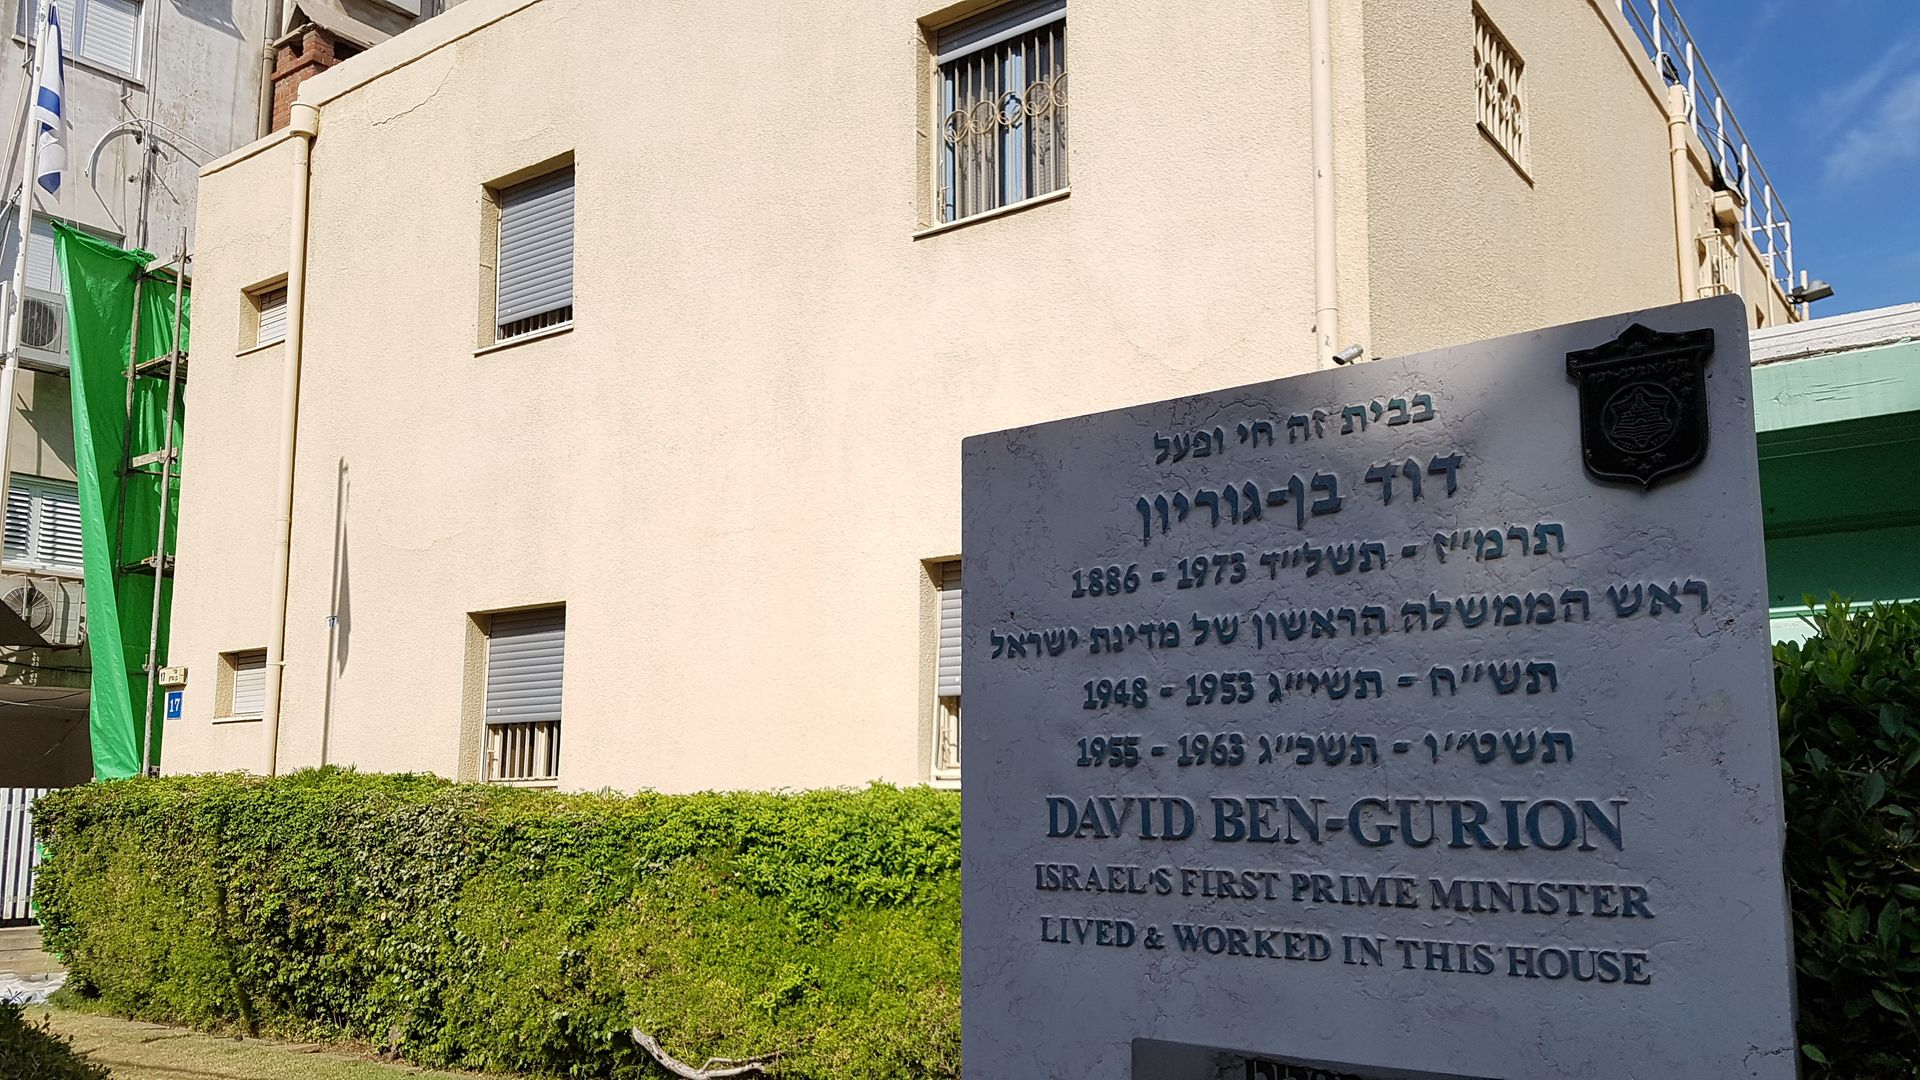 בבית זה חי ופעל
דוד בן-גוריון
תרמ״ז - תשל״ד 1973 - 1886
ראש הממשלה הראשון של מדינת ישראל
תש״ח - תשי״ג 1953 - 1948
תשט״ו - תשכ״ג 1963 - 1955
DAVID BEN-GURION
ISRAEL'S FIRST PRIME MINISTER
LIVED & WORKED IN THIS HOUSE
17
17